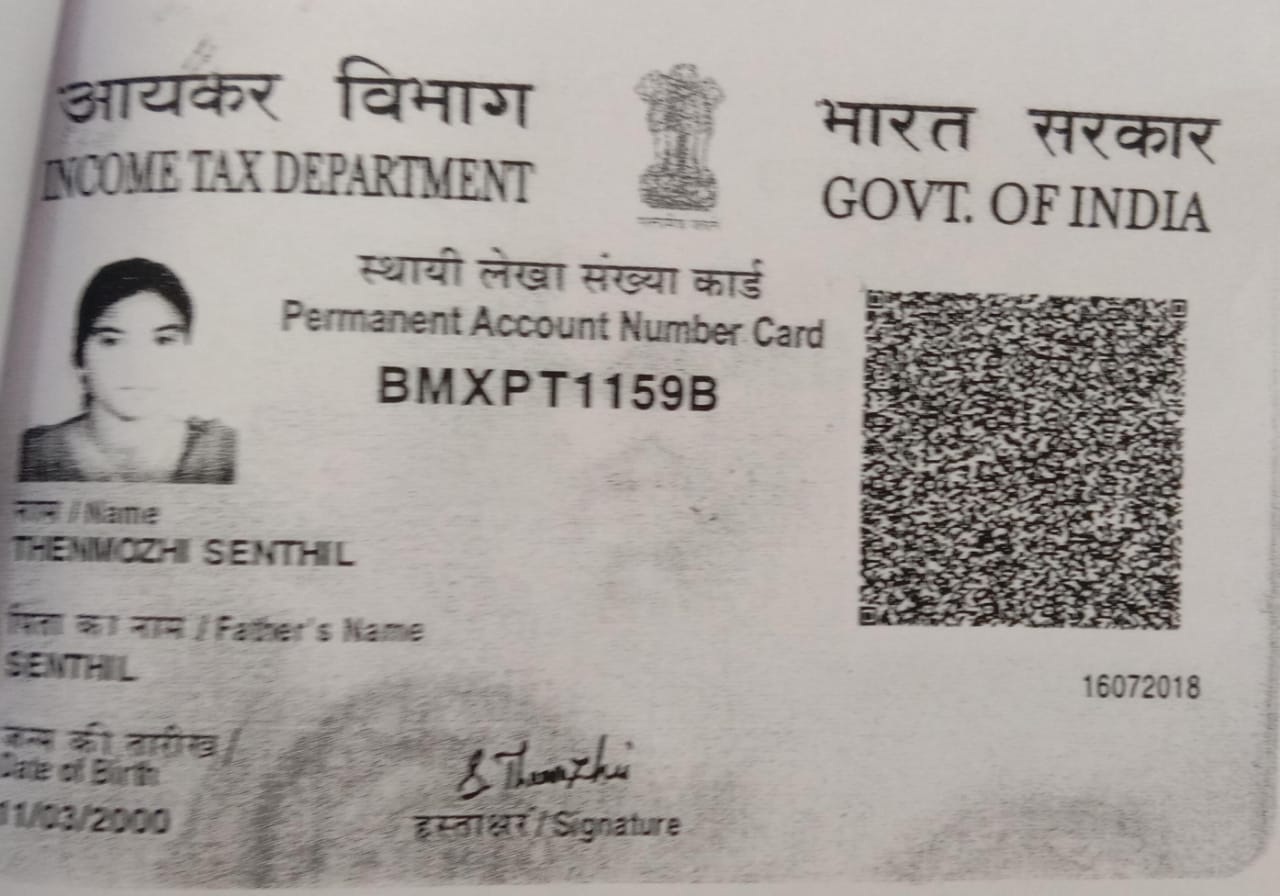 आयकर विभाग
INCOME TAX DEPARTMENT
भारत सरकार
GOVT. OF INDIA
स्थायी लेखा संख्या कार्ड
Permanent Account Number Card
BMXPT1159B
नाम / Name
THENMOZHI SENTHIL
पिता का नाम / Father's Name
SENTHIL
16072018
जन्म की तारीख /
Date of Birth
11/03/2000
S. Thenmozhi
हस्ताक्षर / Signature